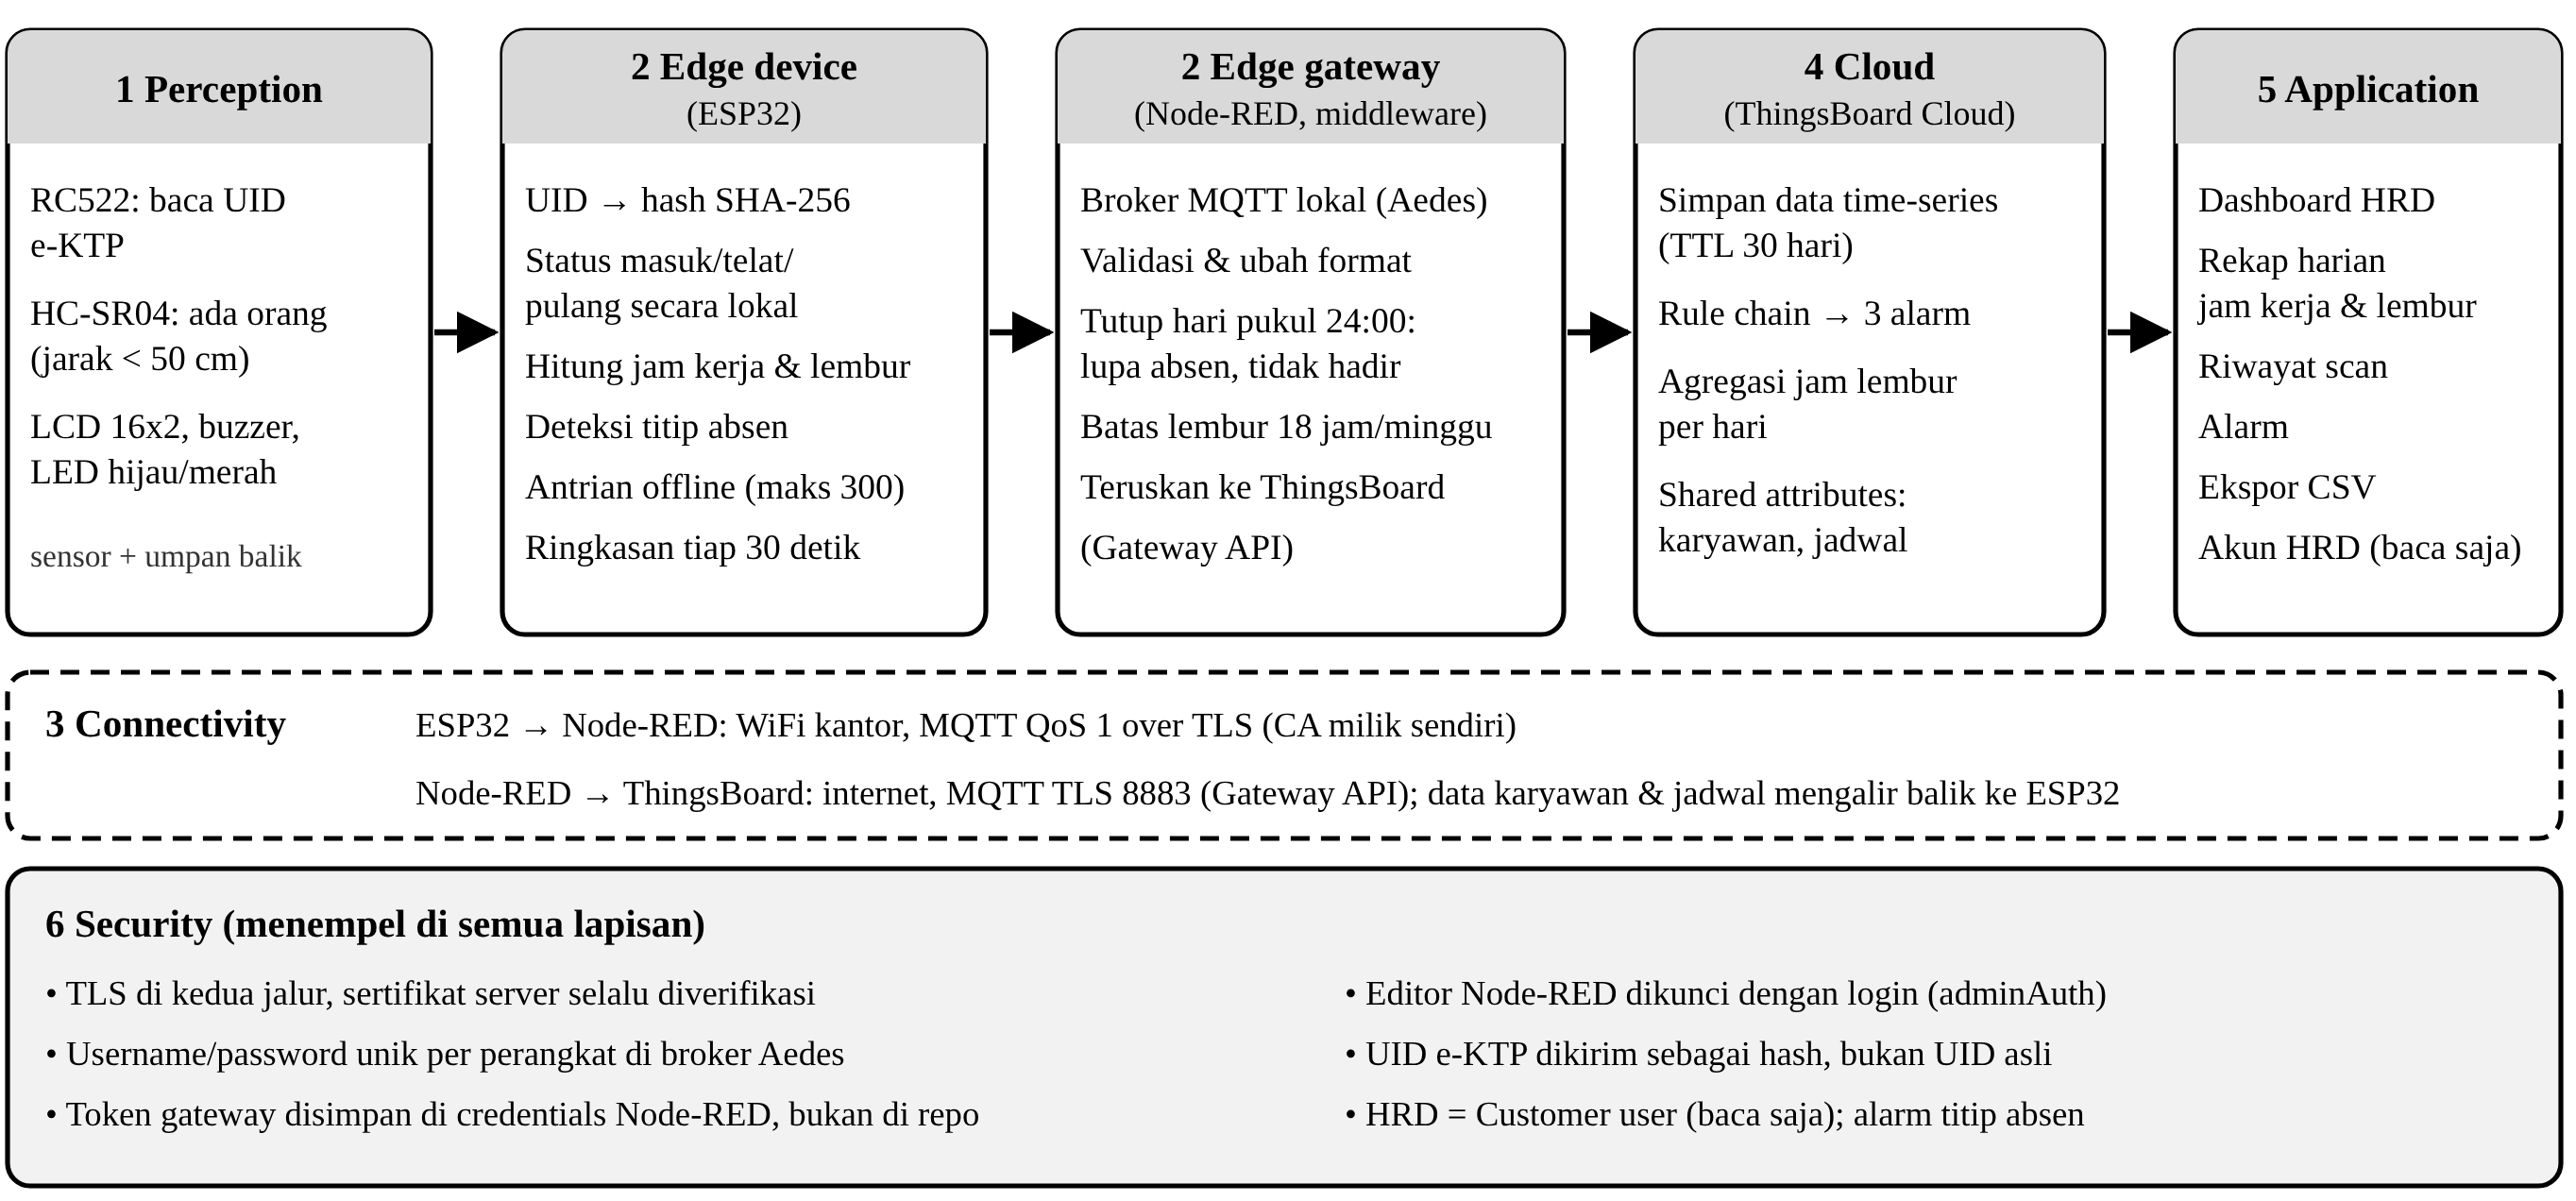 1 Perception
RC522: baca UID
e-KTP
HC-SR04: ada orang
(jarak < 50 cm)
LCD 16x2, buzzer,
LED hijau/merah
sensor + umpan balik
2 Edge device
(ESP32)
UID → hash SHA-256
Status masuk/telat/
pulang secara lokal
Hitung jam kerja & lembur
Deteksi titip absen
Antrian offline (maks 300)
Ringkasan tiap 30 detik
2 Edge gateway
(Node-RED, middleware)
Broker MQTT lokal (Aedes)
Validasi & ubah format
Tutup hari pukul 24:00:
lupa absen, tidak hadir
Batas lembur 18 jam/minggu
Teruskan ke ThingsBoard
(Gateway API)
4 Cloud
(ThingsBoard Cloud)
Simpan data time-series
(TTL 30 hari)
Rule chain → 3 alarm
Agregasi jam lembur
per hari
Shared attributes:
karyawan, jadwal
5 Application
Dashboard HRD
Rekap harian
jam kerja & lembur
Riwayat scan
Alarm
Ekspor CSV
Akun HRD (baca saja)
3 Connectivity
ESP32 → Node-RED: WiFi kantor, MQTT QoS 1 over TLS (CA milik sendiri)
Node-RED → ThingsBoard: internet, MQTT TLS 8883 (Gateway API); data karyawan & jadwal mengalir balik ke ESP32
6 Security (menempel di semua lapisan)
• TLS di kedua jalur, sertifikat server selalu diverifikasi
• Username/password unik per perangkat di broker Aedes
• Token gateway disimpan di credentials Node-RED, bukan di repo
• Editor Node-RED dikunci dengan login (adminAuth)
• UID e-KTP dikirim sebagai hash, bukan UID asli
• HRD = Customer user (baca saja); alarm titip absen